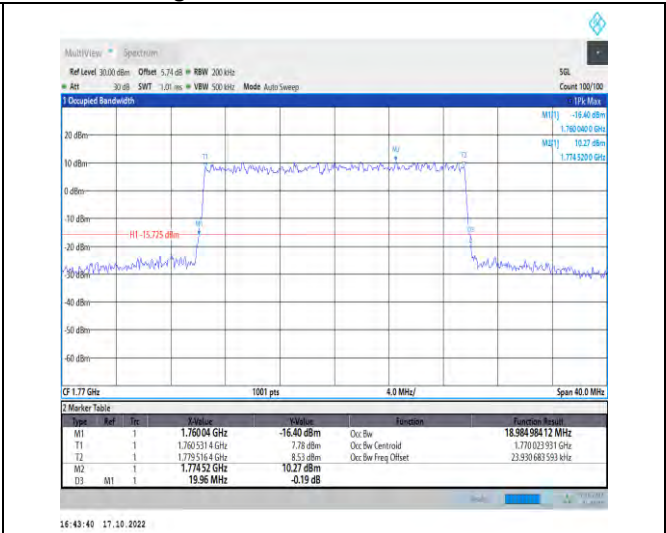 MultiView Spectrum
Ref Level 30.00 dBm Offset 5.74 dB RBW 200 kHz SGL
Att 30 dB SWT 1.01 ms VBW 500 kHz Mode Auto Sweep Count 100/100
1 Occupied Bandwidth 1Pk Max
M1[1] -16.40 dBm
1.760 040 0 GHz
M2[1] 10.27 dBm
1.774 520 0 GHz
20 dBm
10 dBm
T1
M2
T2
0 dBm
-10 dBm
M1
H1 -15.725 dBm
D3
-20 dBm
-30 dBm
-40 dBm
-50 dBm
-60 dBm
CF 1.77 GHz 1001 pts 4.0 MHz/ Span 40.0 MHz
2 Marker Table
Type Ref Trc X-Value Y-Value Function Function Result
M1 1 1.76004 GHz -16.40 dBm Occ Bw 18.984 984 12 MHz
T1 1 1.760 531 4 GHz 7.78 dBm Occ Bw Centroid 1.770 023 931 GHz
T2 1 1.779 516 4 GHz 8.53 dBm Occ Bw Freq Offset 23.930 683 593 kHz
M2 1 1.774 52 GHz 10.27 dBm
D3 M1 1 19.96 MHz -0.19 dB
16:43:40 17.10.2022